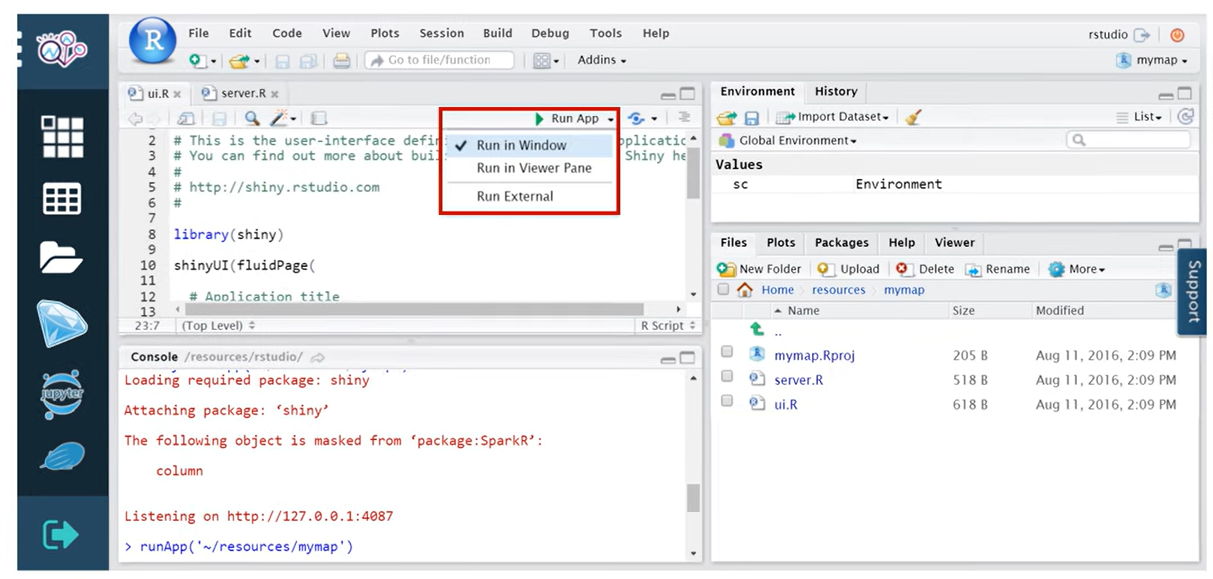 R File Edit Code View Plots Session Build Debug Tools Help rstudio
Go to file/function Addins mymap
ui.R server.R
Run App
Run in Window
Run in Viewer Pane
Run External
2 # This is the user-interface defin
3 # You can find out more about buil Shiny he
4 #
5 # http://shiny.rstudio.com
6 #
7
8 library(shiny)
9
10 shinyUI(fluidPage(
11
12 # Application title
13
23:7 (Top Level) R Script
Console /resources/rstudio/
Loading required package: shiny
Attaching package: ‘shiny’
The following object is masked from ‘package:SparkR’:
column
Listening on http://127.0.0.1:4087
> runApp('~/resources/mymap')
Environment History
Import Dataset List
Global Environment
Values
sc Environment
Files Plots Packages Help Viewer
New Folder Upload Delete Rename More
Home resources mymap
Name Size Modified
..
mymap.Rproj 205 B Aug 11, 2016, 2:09 PM
server.R 518 B Aug 11, 2016, 2:09 PM
ui.R 618 B Aug 11, 2016, 2:09 PM
Support
jupyter